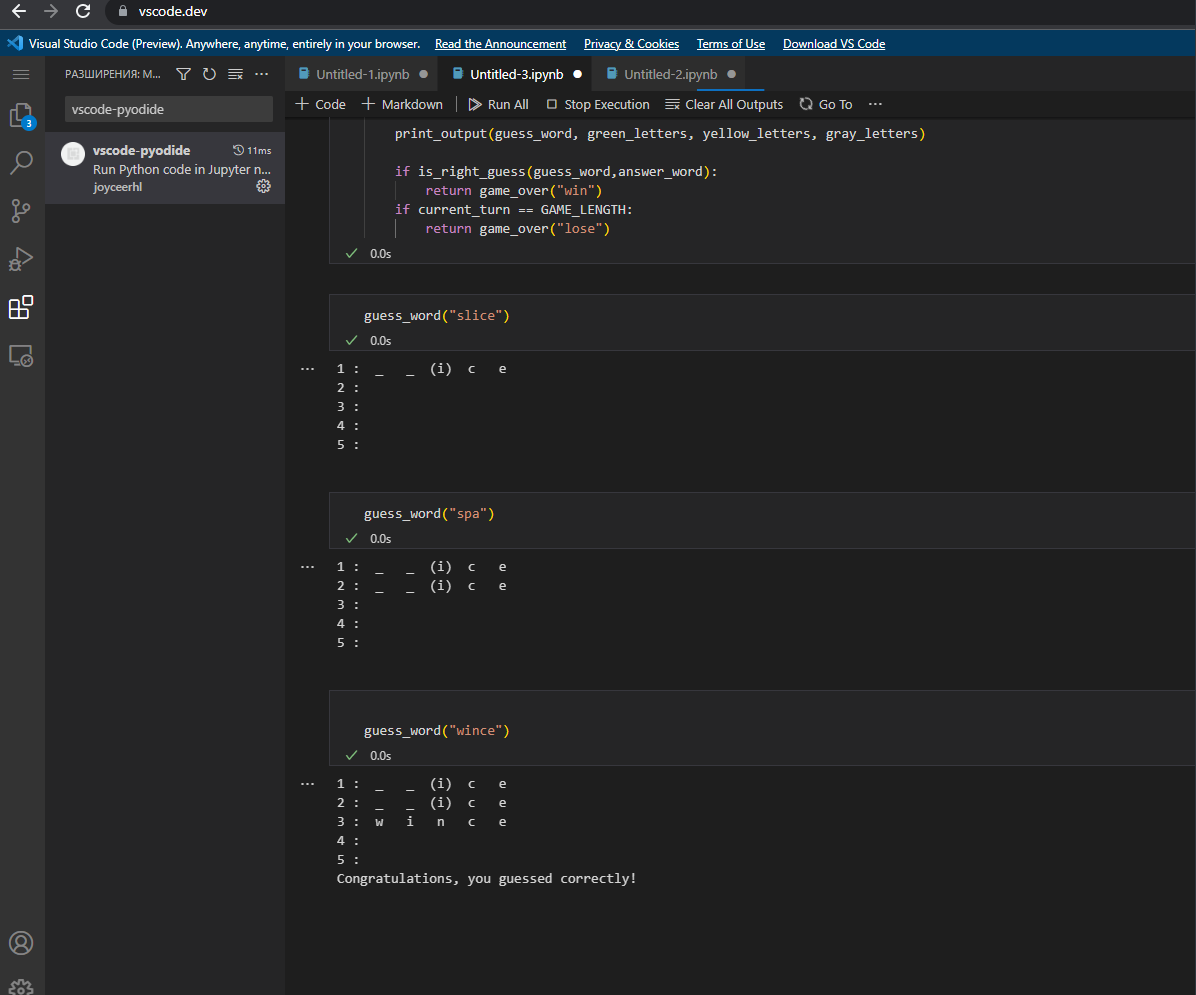 vscode.dev
Visual Studio Code (Preview). Anywhere, anytime, entirely in your browser. Read the Announcement Privacy & Cookies Terms of Use Download VS Code
РАЗШИРЕНИЯ: M...
Untitled-1.ipynb Untitled-3.ipynb Untitled-2.ipynb
vscode-pyodide
+ Code + Markdown Run All Stop Execution Clear All Outputs Go To ...
3
vscode-pyodide 11ms
Run Python code in Jupyter n...
joyceerhl
print_output(guess_word, green_letters, yellow_letters, gray_letters)
if is_right_guess(guess_word,answer_word):
return game_over("win")
if current_turn == GAME_LENGTH:
return game_over("lose")
0.0s
guess_word("slice")
0.0s
1 : _ _ (i) c e
2 :
3 :
4 :
5 :
guess_word("spa")
0.0s
1 : _ _ (i) c e
2 : _ _ (i) c e
3 :
4 :
5 :
guess_word("wince")
0.0s
1 : _ _ (i) c e
2 : _ _ (i) c e
3 : w i n c e
4 :
5 :
Congratulations, you guessed correctly!